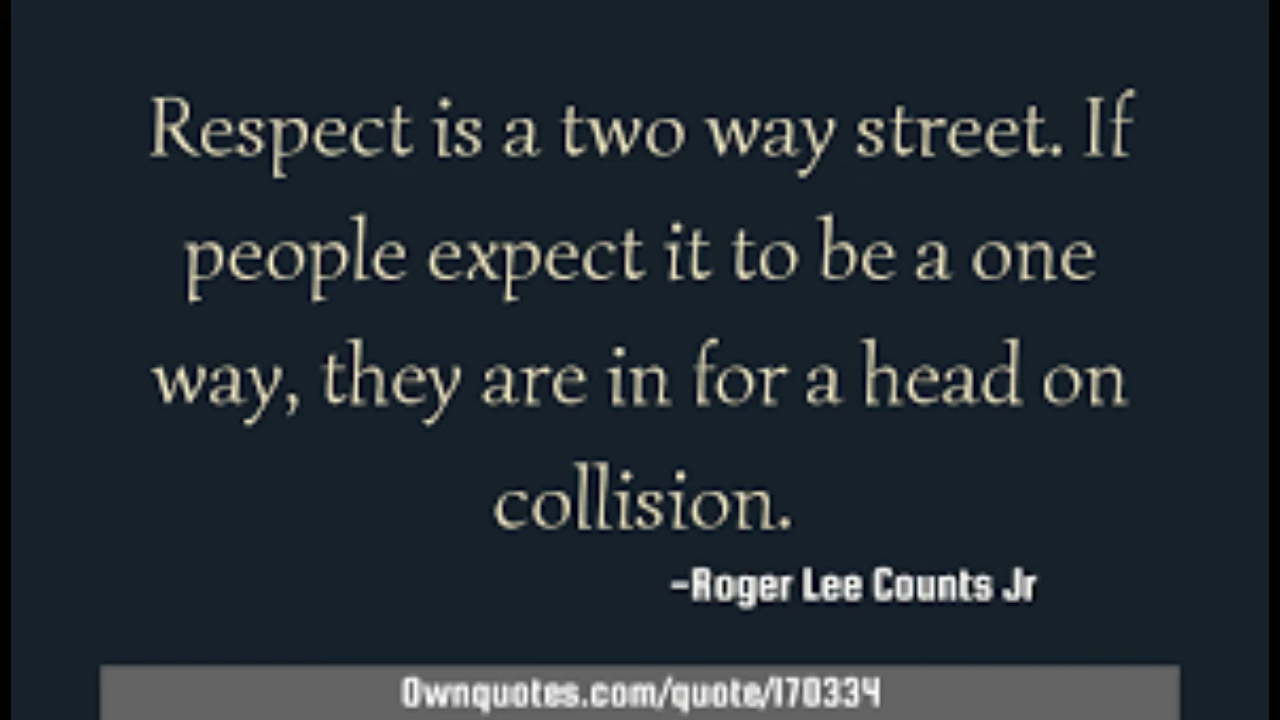 Respect is a two way street. If
people expect it to be a one
way, they are in for a head on
collision.
-Roger Lee Counts Jr
Ownquotes.com/quote/170334